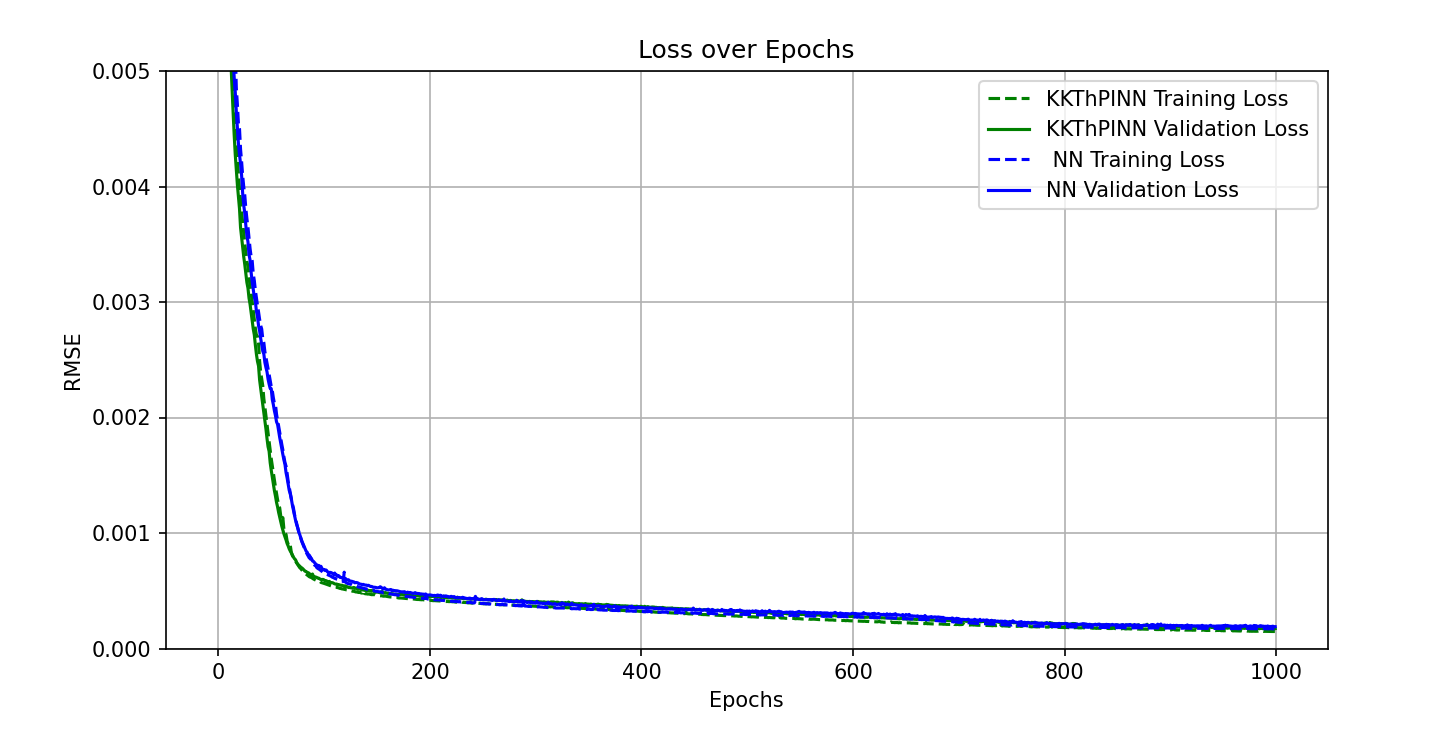 Loss over Epochs
0.005
0.004
0.003
0.002
0.001
0.000
RMSE
KKThPINN Training Loss
KKThPINN Validation Loss
NN Training Loss
NN Validation Loss
0 200 400 600 800 1000
Epochs